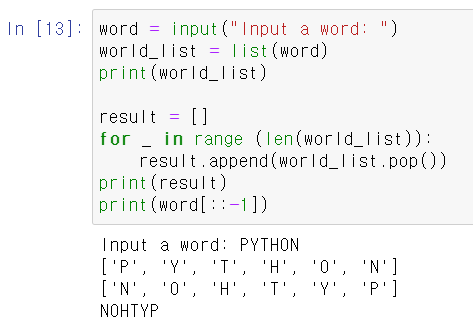 In [13]: word = input("Input a word: ")
world_list = list(word)
print(world_list)

result = []
for _ in range (len(world_list)):
    result.append(world_list.pop())
print(result)
print(word[::-1])
Input a word: PYTHON
['P', 'Y', 'T', 'H', 'O', 'N']
['N', 'O', 'H', 'T', 'Y', 'P']
NOHTYP